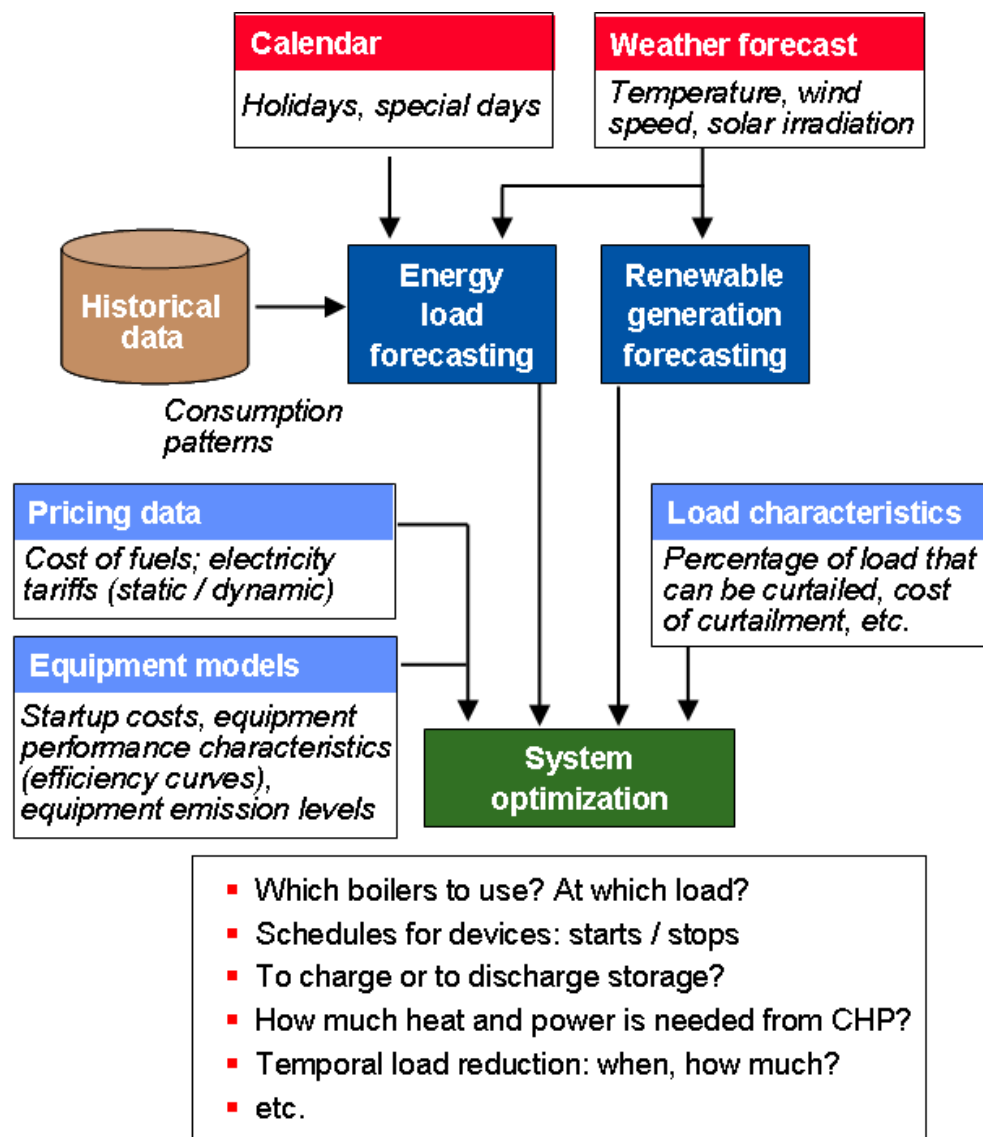 Calendar
Holidays, special days
Weather forecast
Temperature, wind
speed, solar irradiation
Historical
data
Energy
load
forecasting
Renewable
generation
forecasting
Consumption
patterns
Pricing data
Cost of fuels; electricity
tariffs (static / dynamic)
Load characteristics
Percentage of load that
can be curtailed, cost
of curtailment, etc.
Equipment models
Startup costs, equipment
performance characteristics
(efficiency curves),
equipment emission levels
System
optimization
▪ Which boilers to use? At which load?
▪ Schedules for devices: starts / stops
▪ To charge or to discharge storage?
▪ How much heat and power is needed from CHP?
▪ Temporal load reduction: when, how much?
▪ etc.